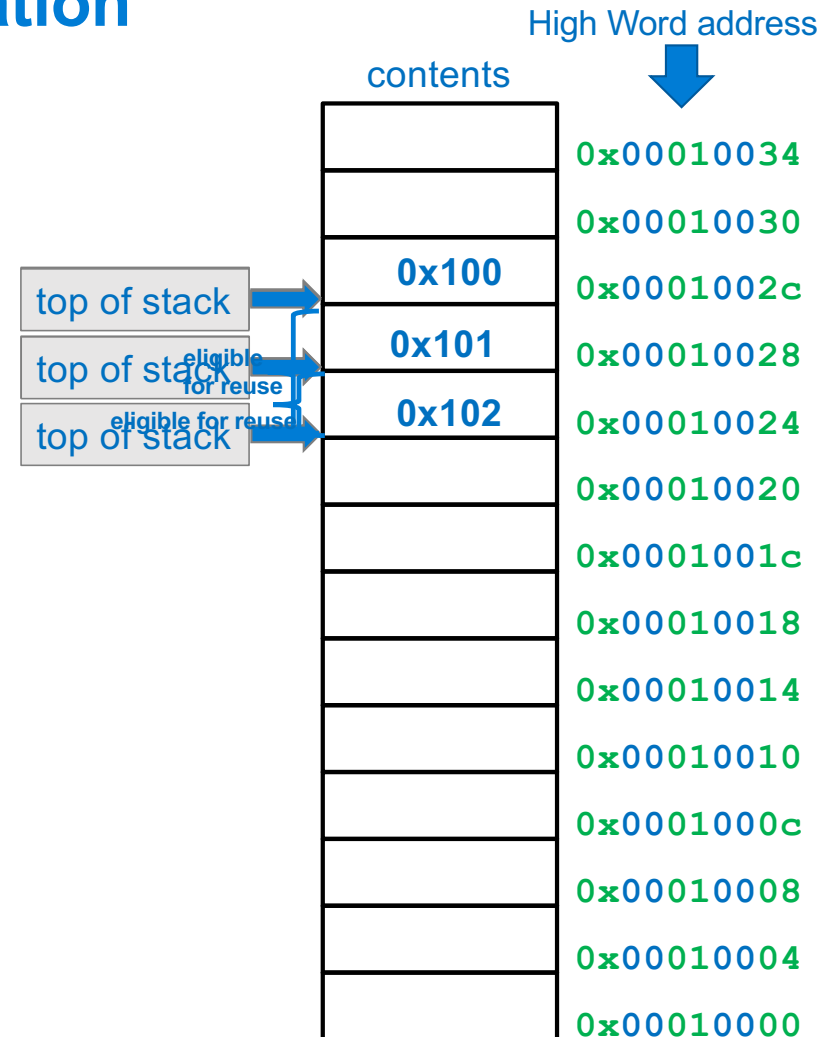 ation
High Word address
contents
0x00010034
0x00010030
0x100
0x0001002c
top of stack
0x101
0x00010028
top of stack
eligible
for reuse
0x102
0x00010024
top of stack
eligible for reuse
0x00010020
0x0001001c
0x00010018
0x00010014
0x00010010
0x0001000c
0x00010008
0x00010004
0x00010000